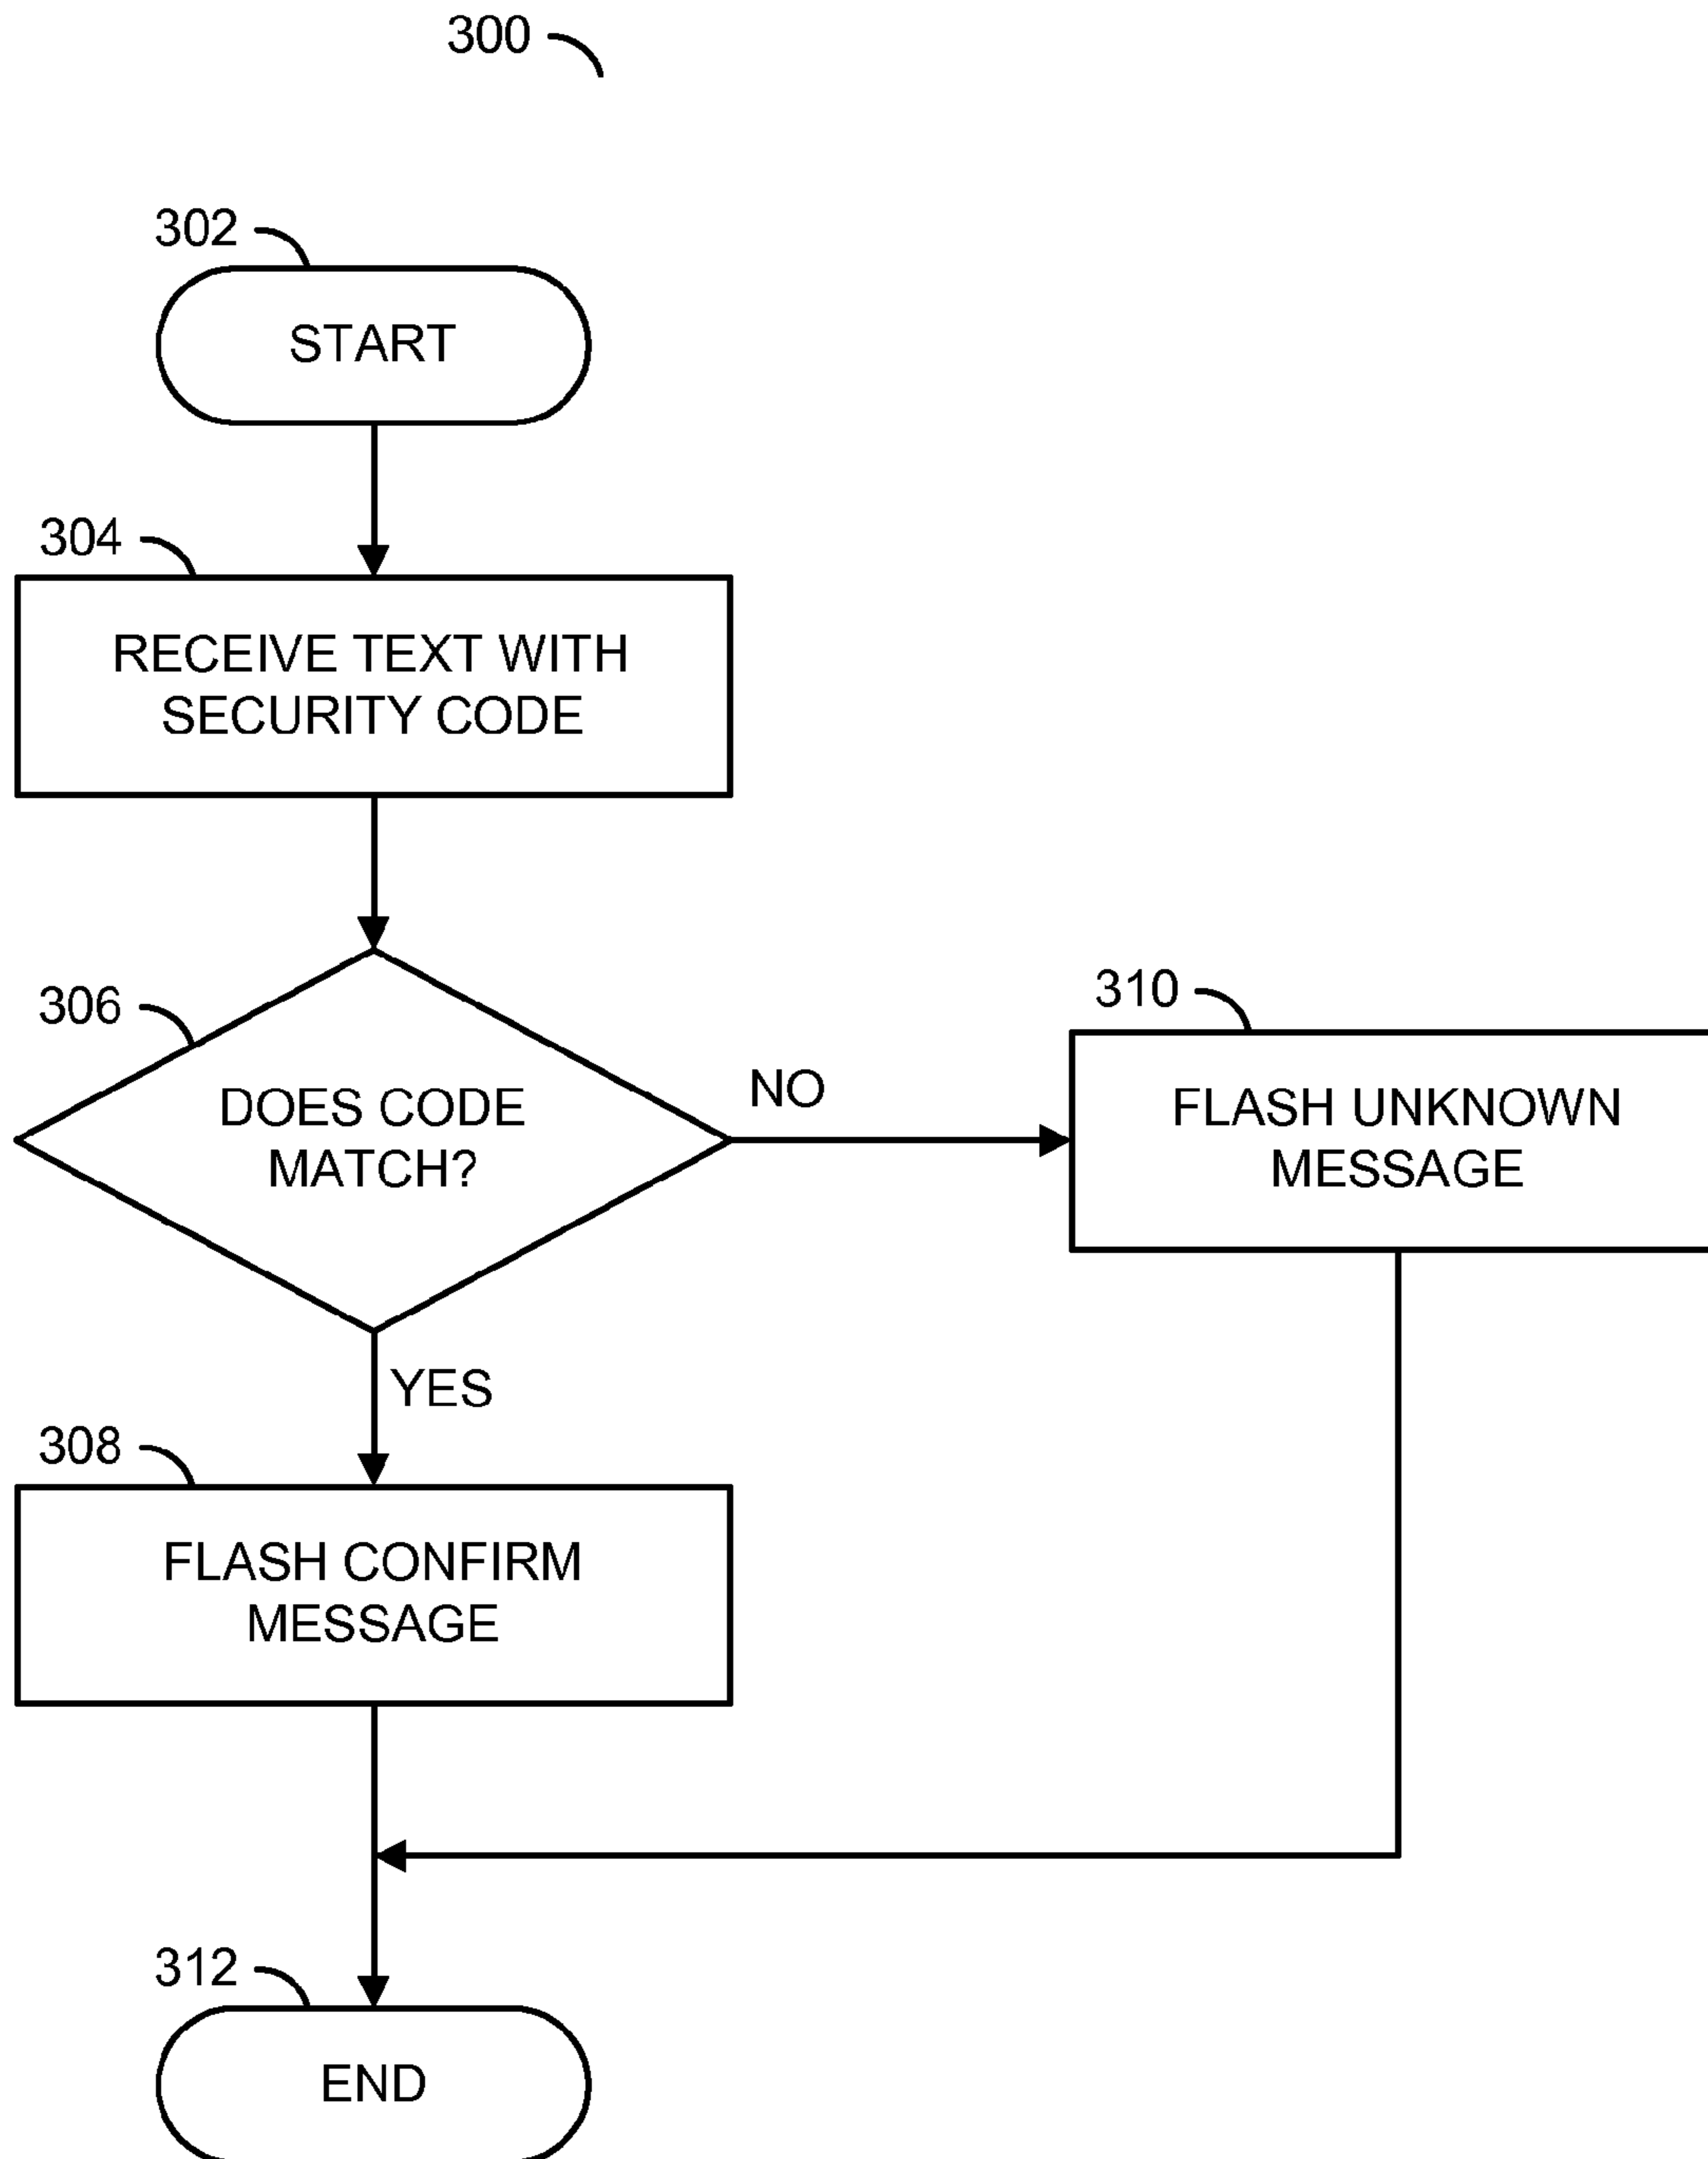 300
302
START
304
RECEIVE TEXT WITH
SECURITY CODE
306
DOES CODE
MATCH?
NO
310
FLASH UNKNOWN
MESSAGE
YES
308
FLASH CONFIRM
MESSAGE
312
END